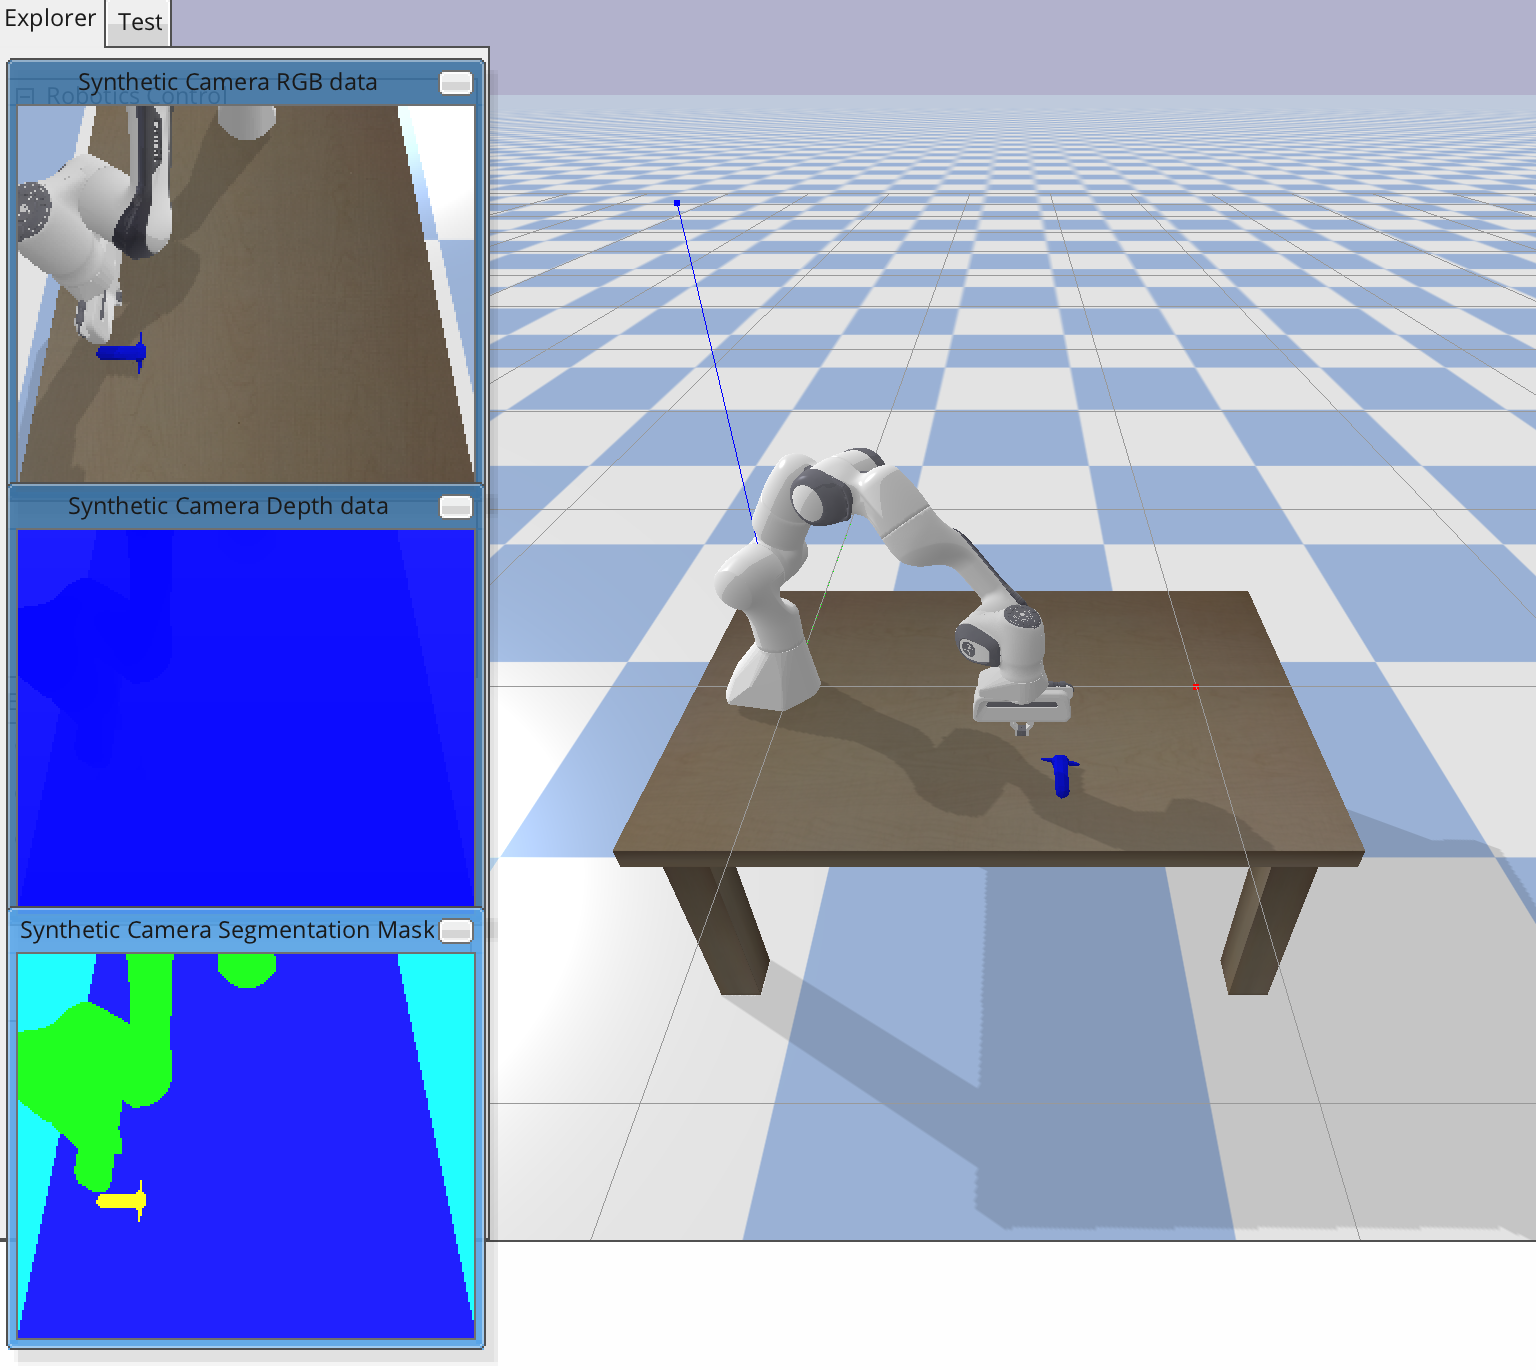 Explorer
Test
Synthetic Camera RGB data
Robotics Control
Synthetic Camera Depth data
Synthetic Camera Segmentation Mask